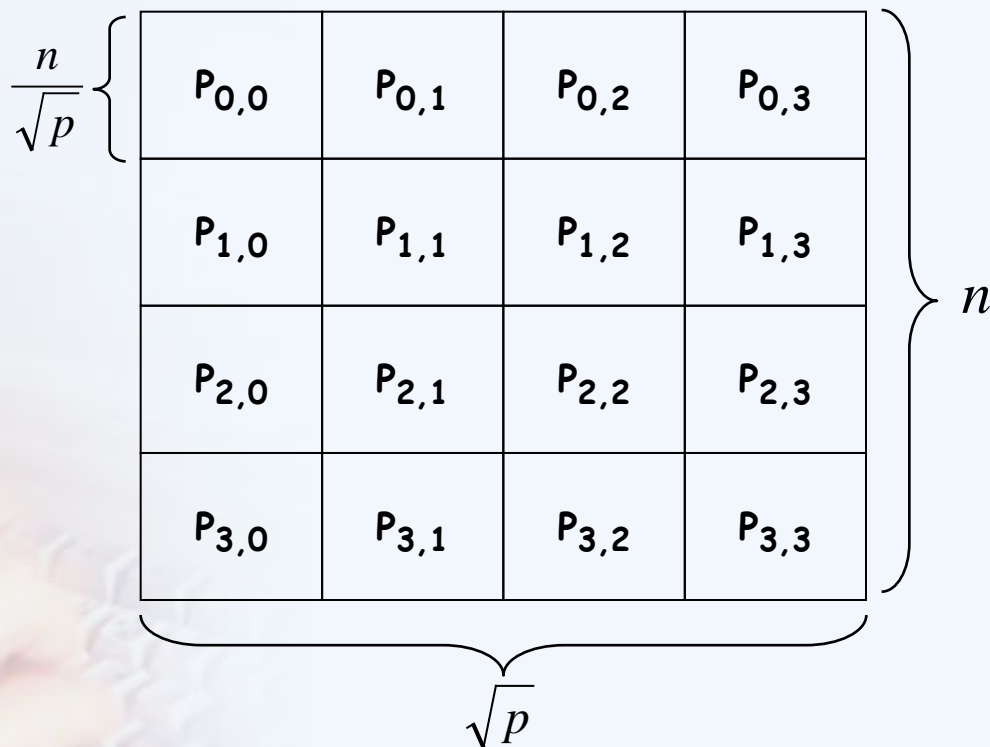 n
√p
P0,0 P0,1 P0,2 P0,3
P1,0 P1,1 P1,2 P1,3
n
P2,0 P2,1 P2,2 P2,3
P3,0 P3,1 P3,2 P3,3
√p